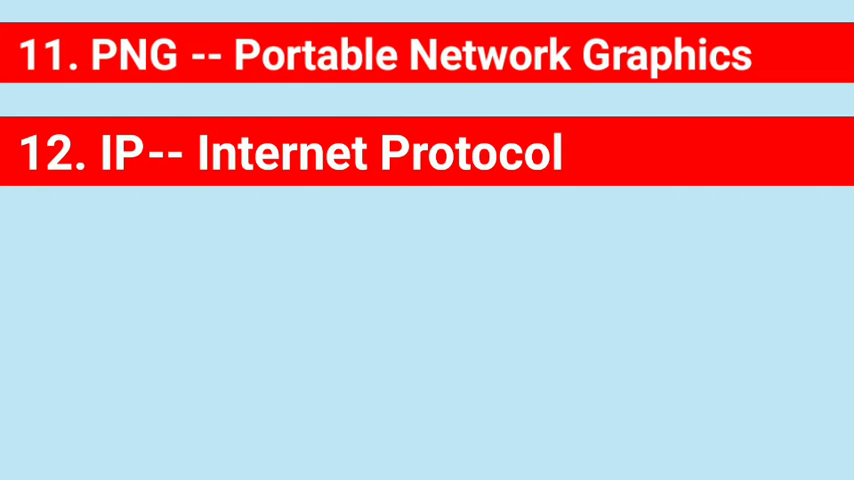 11. PNG -- Portable Network Graphics
12. IP-- Internet Protocol